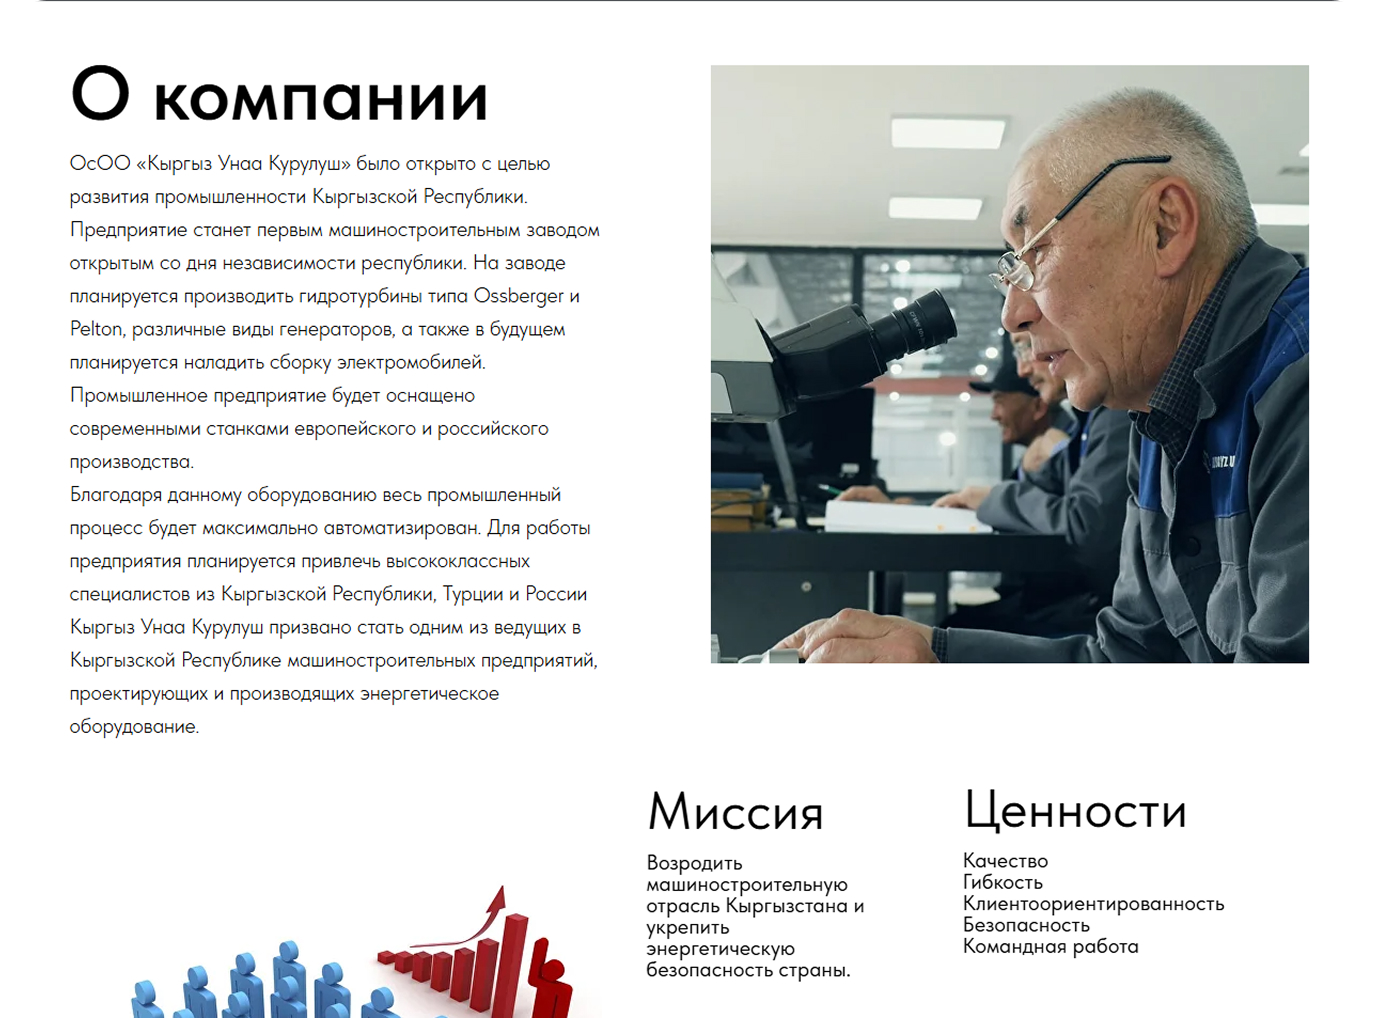 О компании
ОсОО «Кыргыз Унаа Курулуш» было открыто с целью
развития промышленности Кыргызской Республики.
Предприятие станет первым машиностроительным заводом
открытым со дня независимости республики. На заводе
планируется производить гидротурбины типа Ossberger и
Pelton, различные виды генераторов, а также в будущем
планируется наладить сборку электромобилей.
Промышленное предприятие будет оснащено
современными станками европейского и российского
производства.
Благодаря данному оборудованию весь промышленный
процесс будет максимально автоматизирован. Для работы
предприятия планируется привлечь высококлассных
специалистов из Кыргызской Республики, Турции и России
Кыргыз Унаа Курулуш призвано стать одним из ведущих в
Кыргызской Республике машиностроительных предприятий,
проектирующих и производящих энергетическое
оборудование.
Миссия
Возродить
машиностроительную
отрасль Кыргызстана и
укрепить
энергетическую
безопасность страны.
Ценности
Качество
Гибкость
Клиентоориентированность
Безопасность
Командная работа